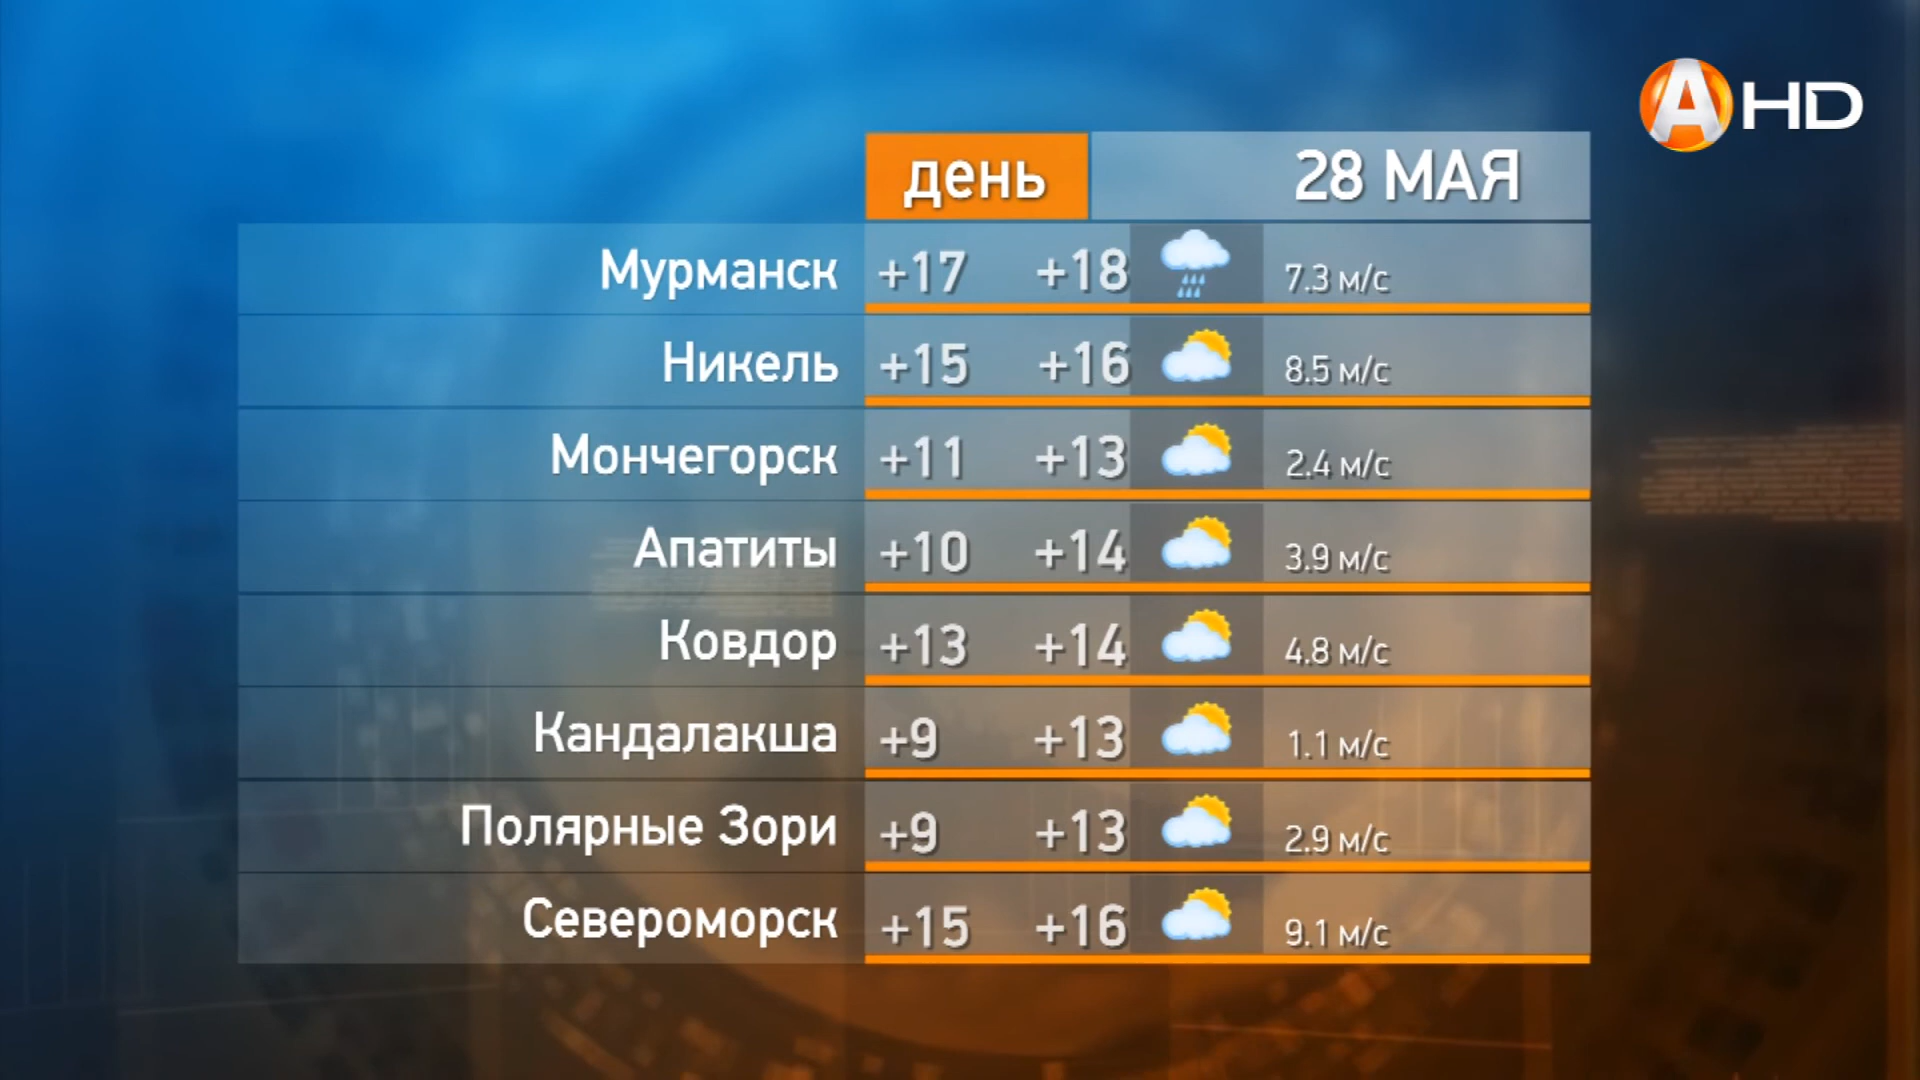 A HD
день 28 МАЯ
Мурманск +17 +18 7.3 м/с
Никель +15 +16 8.5 м/с
Мончегорск +11 +13 2.4 м/с
Апатиты +10 +14 3.9 м/с
Ковдор +13 +14 4.8 м/с
Кандалакша +9 +13 1.1 м/с
Полярные Зори +9 +13 2.9 м/с
Североморск +15 +16 9.1 м/с